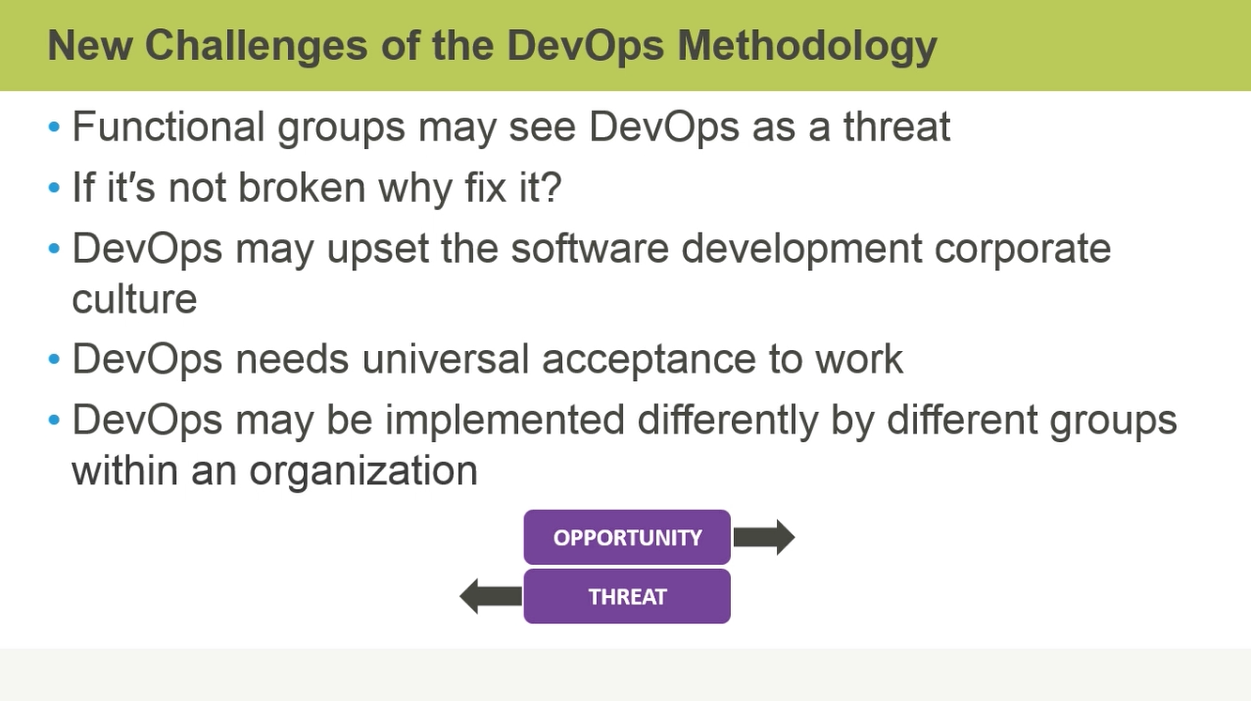 New Challenges of the DevOps Methodology
• Functional groups may see DevOps as a threat
• If it's not broken why fix it?
• DevOps may upset the software development corporate
culture
• DevOps needs universal acceptance to work
• DevOps may be implemented differently by different groups
within an organization
OPPORTUNITY
THREAT